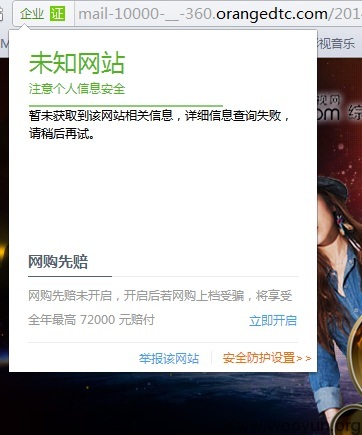 企业 证 mail-10000-__-360.orangedtc.com/201
未知网站
注意个人信息安全
视音乐
暂未获取到该网站相关信息，详细信息查询失败，
请稍后再试。
视网
om 综
网购先赔
网购先赔未开启，开启后若网购上档受骗，将享受
全年最高 72000 元赔付 立即开启
举报该网站 安全防护设置>>